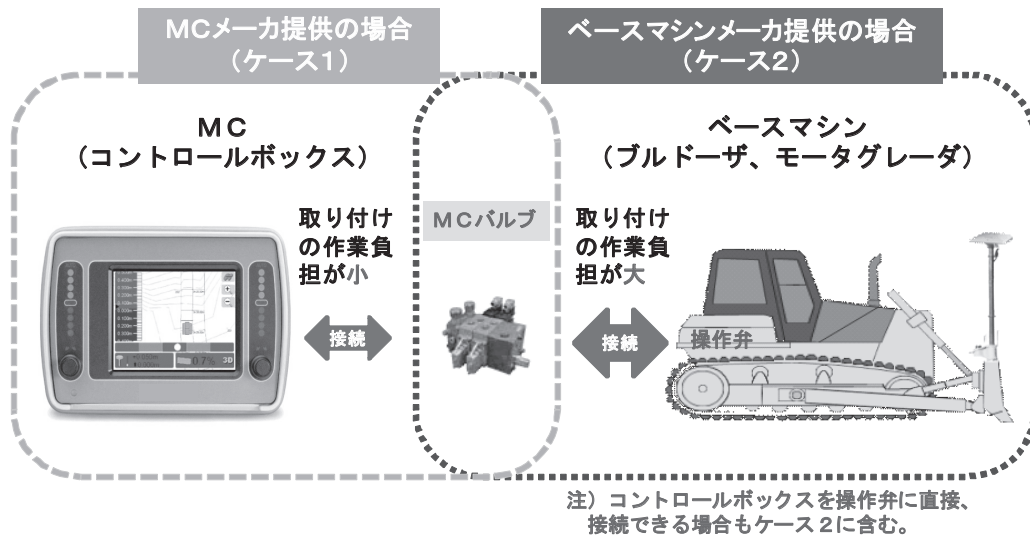 MCメーカ提供の場合
（ケース1）
ベースマシンメーカ提供の場合
（ケース2）
MC
（コントロールボックス）
ベースマシン
（ブルドーザ、モータグレーダ）
取り付け
の作業負
担が小
MCバルブ
取り付け
の作業負
担が大
接続
接続
操作弁
0.7%
3D
注）コントロールボックスを操作弁に直接、
接続できる場合もケース2に含む。